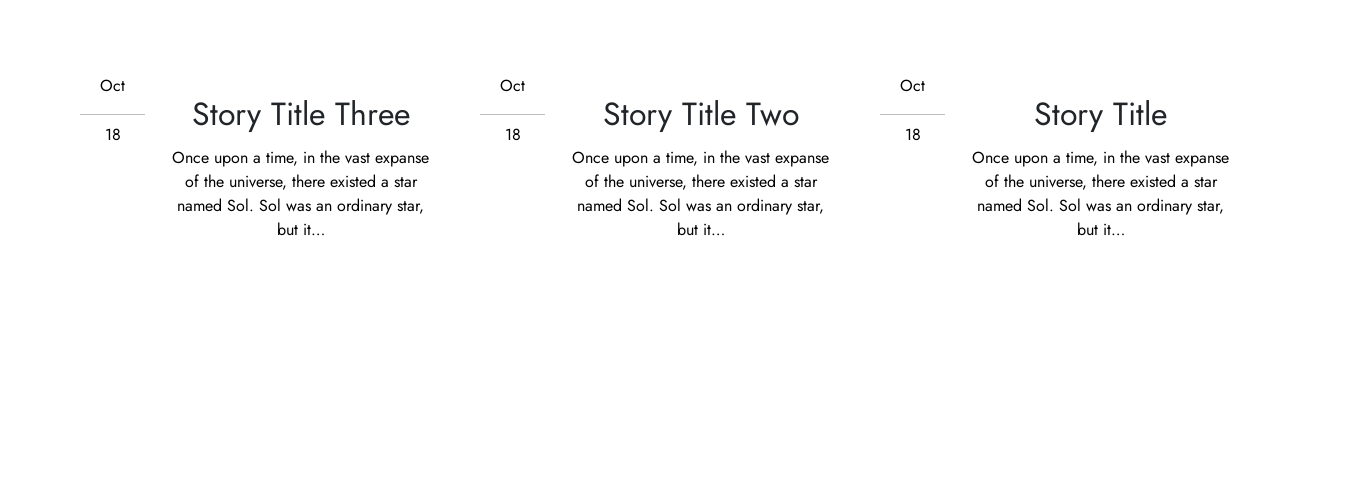 Oct
18
Story Title Three
Once upon a time, in the vast expanse
of the universe, there existed a star
named Sol. Sol was an ordinary star,
but it...
Oct
18
Story Title Two
Once upon a time, in the vast expanse
of the universe, there existed a star
named Sol. Sol was an ordinary star,
but it...
Oct
18
Story Title
Once upon a time, in the vast expanse
of the universe, there existed a star
named Sol. Sol was an ordinary star,
but it...